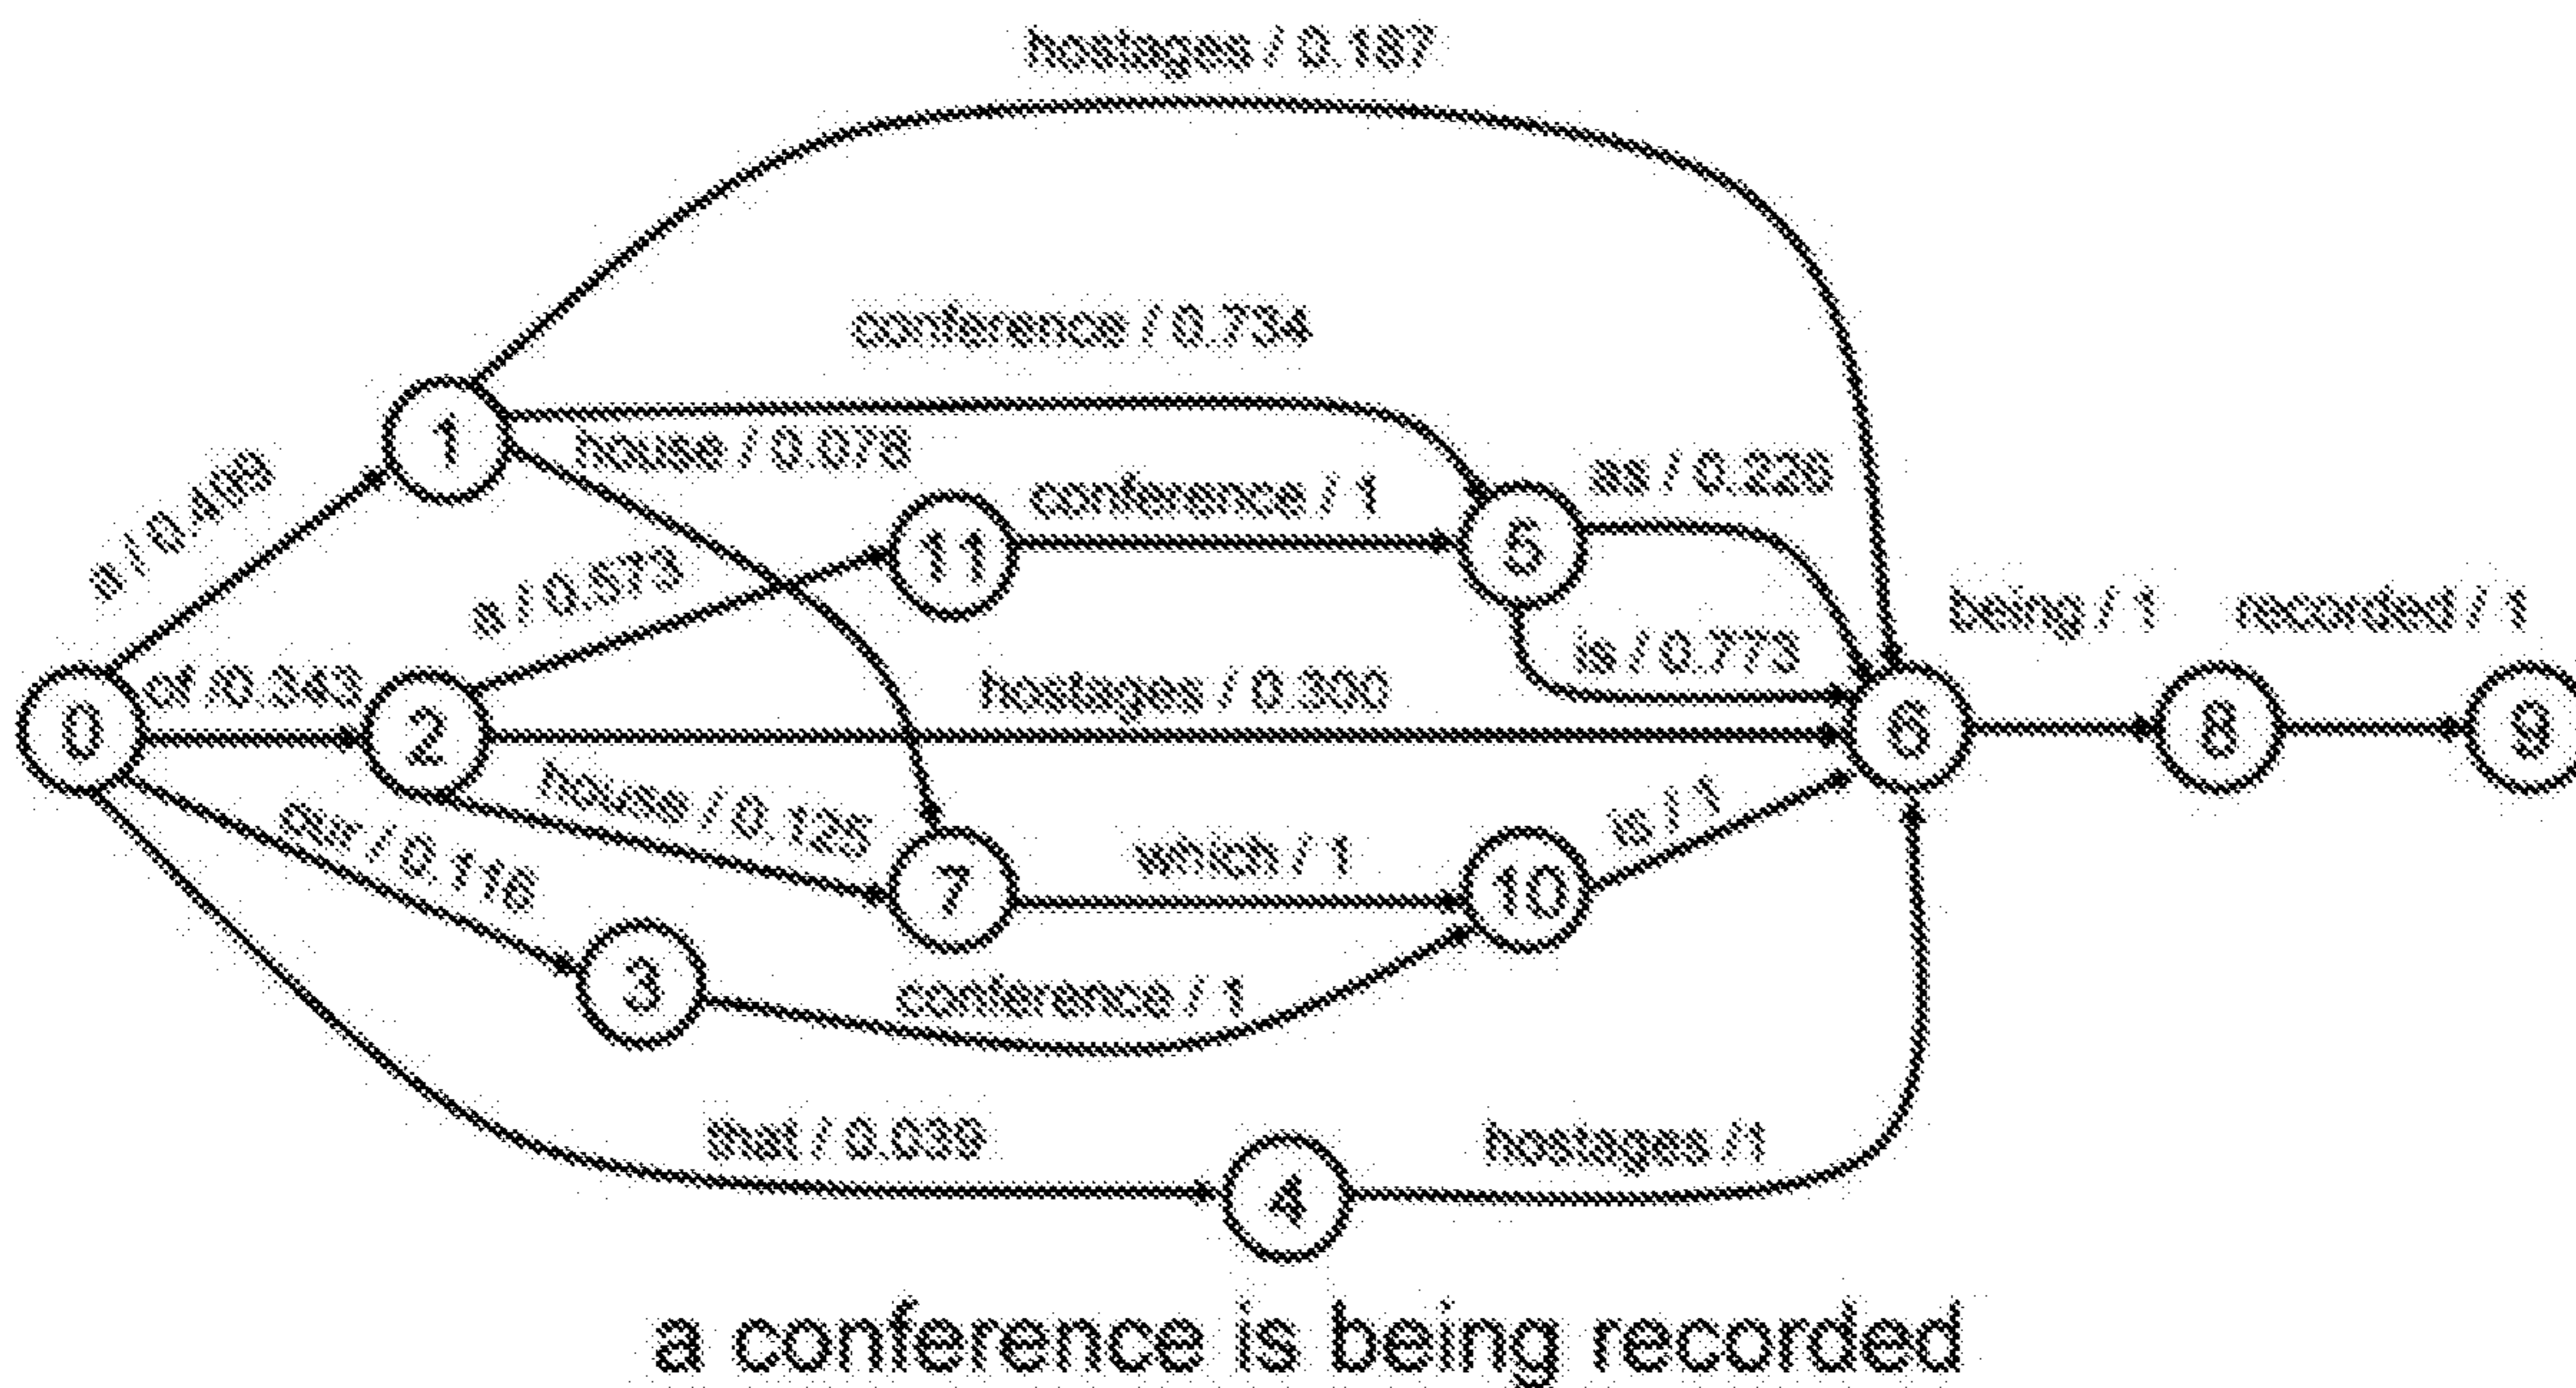 hostages / 0.187
conference / 0.734
1
house / 0.078
as / 0.226
a / 0.499
conference / 1
11
5
a / 0.573
being / 1
recorded / 1
is / 0.773
of /0.343
hostages / 0.300
0
2
6
8
9
house / 0.125
is / 1
our / 0.116
which / 1
7
10
3
conference / 1
that / 0.039
hostages /1
4
a conference is being recorded